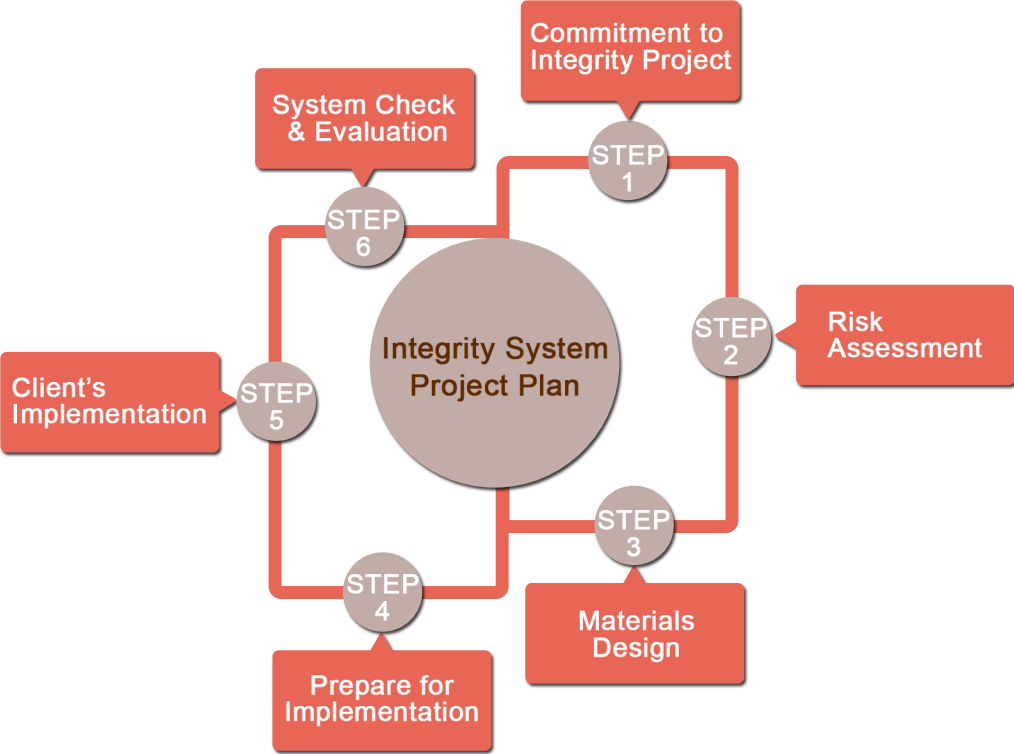 Commitment to
Integrity Project
STEP
1
Risk
Assessment
STEP
2
Materials
Design
STEP
3
Prepare for
Implementation
STEP
4
Client’s
Implementation
STEP
5
System Check
& Evaluation
STEP
6
Integrity System
Project Plan